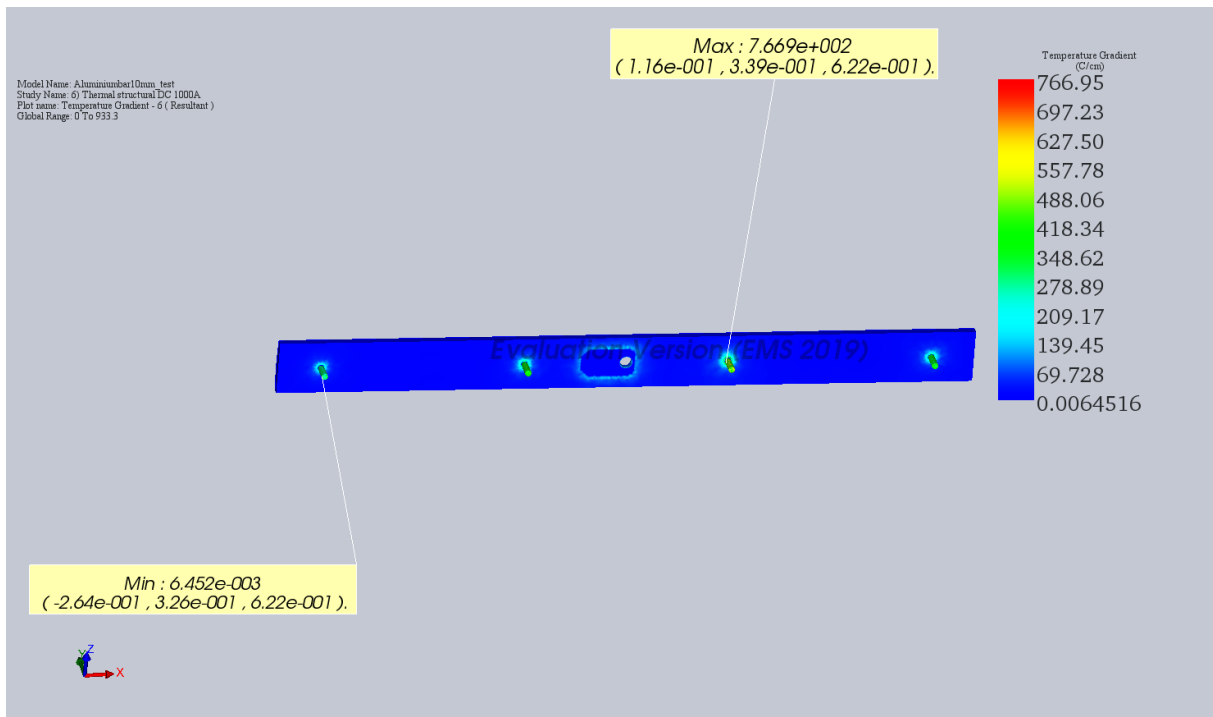 Max : 7.669e+002
( 1.16e-001 , 3.39e-001 , 6.22e-001 ).
Model Name: Aluminiumbar10mm_test
Study Name: 6) Thermal structural DC 1000A
Plot name: Temperature Gradient - 6 ( Resultant )
Global Range: 0 To 933.3
Temperature Gradient
(C/cm)
766.95
697.23
627.50
557.78
488.06
418.34
348.62
278.89
209.17
139.45
69.728
0.0064516
Evaluation Version (EMS 2019)
Min : 6.452e-003
( -2.64e-001 , 3.26e-001 , 6.22e-001 ).
Y
Z
X